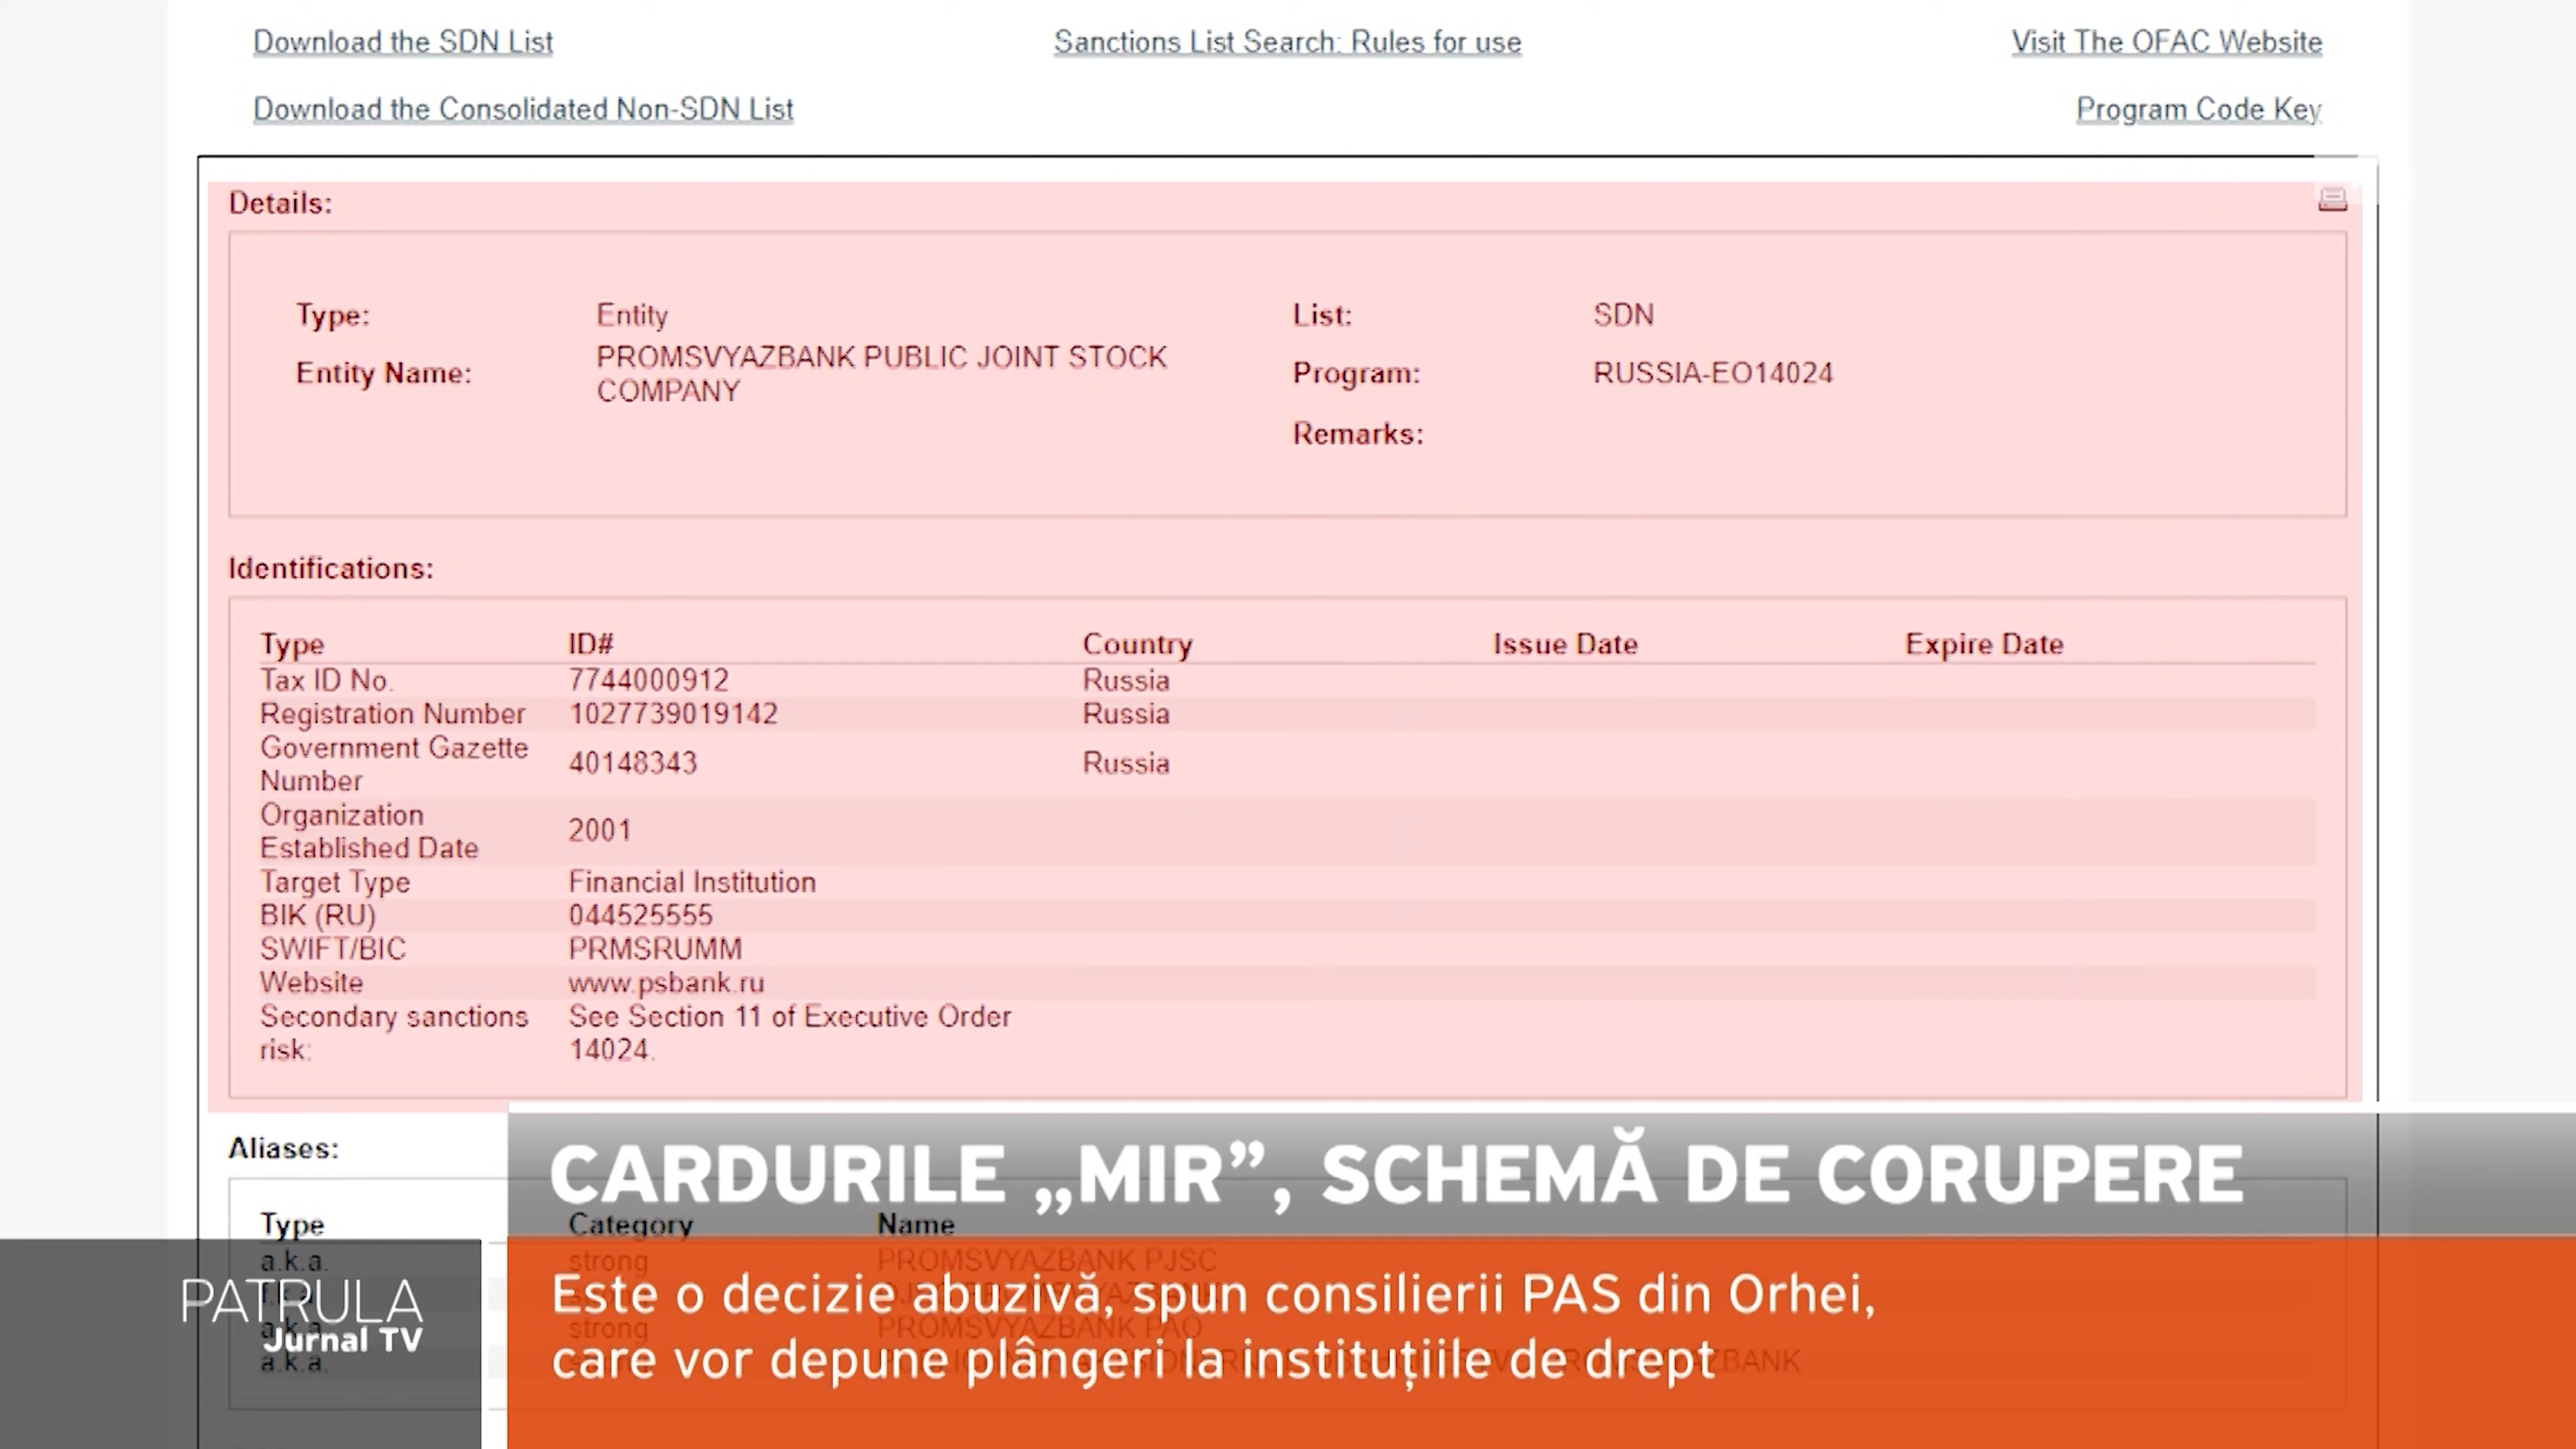 Download the SDN List
Sanctions List Search: Rules for use
Visit The OFAC Website
Download the Consolidated Non-SDN List
Program Code Key
Details:
Type:
Entity
List:
SDN
Entity Name:
PROMSVYAZBANK PUBLIC JOINT STOCK
COMPANY
Program:
RUSSIA-EO14024
Remarks:
Identifications:
Type ID# Country Issue Date Expire Date
Tax ID No. 7744000912 Russia
Registration Number 1027739019142 Russia
Government Gazette
Number
40148343 Russia
Organization
Established Date
2001
Target Type Financial Institution
BIK (RU) 044525555
SWIFT/BIC PRMSRUMM
Website www.psbank.ru
Secondary sanctions
risk:
See Section 11 of Executive Order
14024.
Aliases:
Type Category Name
a.k.a. strong PROMSVYAZBANK PJSC
a.k.a. strong PROMSVYAZBANK PAO
a.k.a.
CARDURILE „MIR”, SCHEMĂ DE CORUPERE
Este o decizie abuzivă, spun consilierii PAS din Orhei,
care vor depune plângeri la instituțiile de drept
PATRULA
Jurnal TV